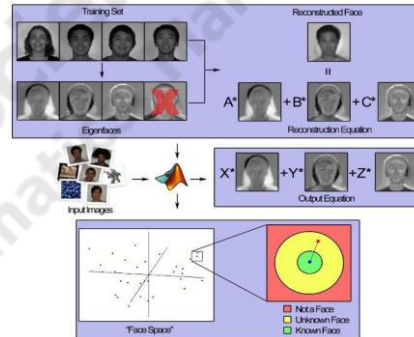 Training Set
Reconstructed Face
=
A* +B* +C*
Eigenfaces
Reconstruction Equation
X* +Y* +Z*
Input Images
Output Equation
"Face Space"
Not a Face
Unknown Face
Known Face